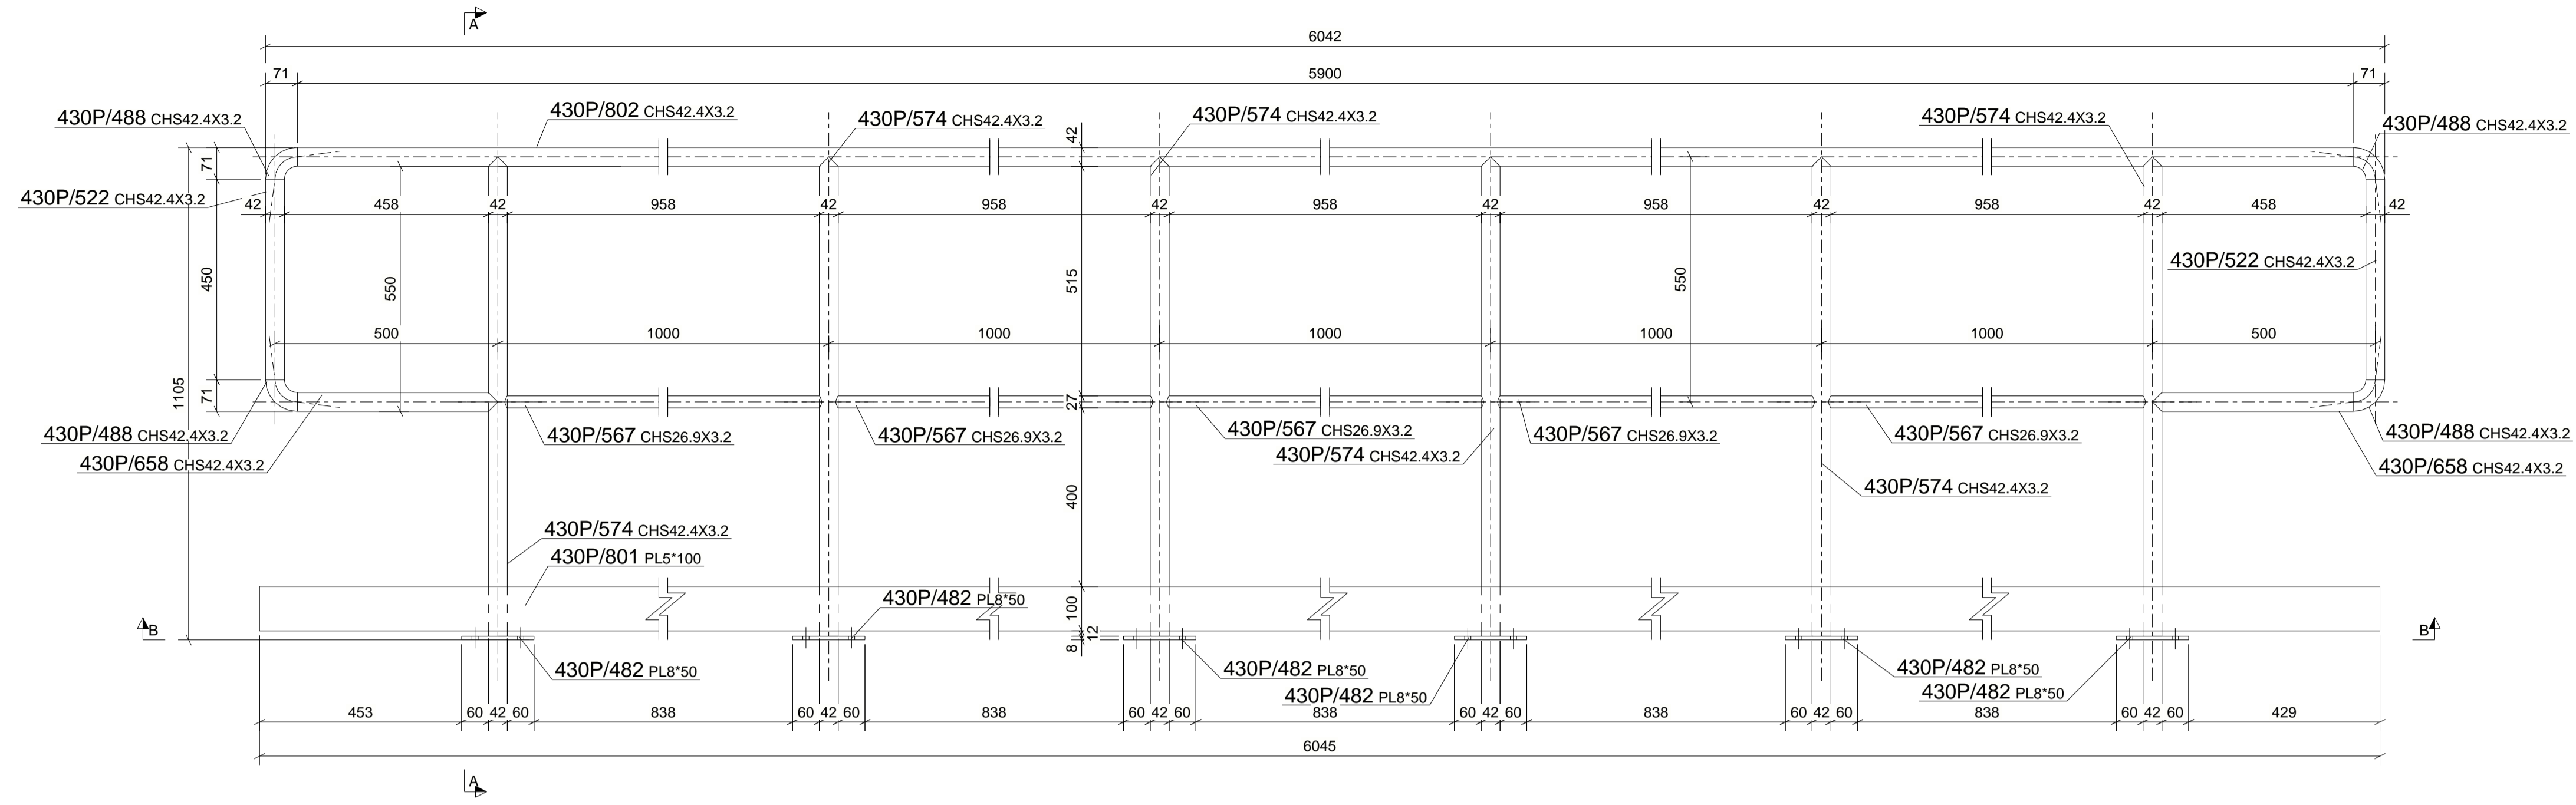 A
6042
71
5900
71
430P/488 CHS42.4X3.2
430P/802 CHS42.4X3.2
430P/574 CHS42.4X3.2
430P/574 CHS42.4X3.2
430P/574 CHS42.4X3.2
430P/488 CHS42.4X3.2
42
71
430P/522 CHS42.4X3.2
42
458
42
958
42
958
42
958
42
958
42
958
42
458
42
450
550
515
550
430P/522 CHS42.4X3.2
500
1000
1000
1000
1000
1000
500
1105
71
27
430P/488 CHS42.4X3.2
430P/658 CHS42.4X3.2
430P/567 CHS26.9X3.2
430P/567 CHS26.9X3.2
430P/567 CHS26.9X3.2
430P/574 CHS42.4X3.2
430P/567 CHS26.9X3.2
430P/567 CHS26.9X3.2
430P/488 CHS42.4X3.2
430P/658 CHS42.4X3.2
400
430P/574 CHS42.4X3.2
430P/574 CHS42.4X3.2
430P/801 PL5*100
430P/482 PL8*50
100
12
8
B
B
430P/482 PL8*50
430P/482 PL8*50
430P/482 PL8*50
430P/482 PL8*50
430P/482 PL8*50
453
60
42
60
838
60
42
60
838
60
42
60
838
60
42
60
838
60
42
60
838
60
42
60
429
6045
A